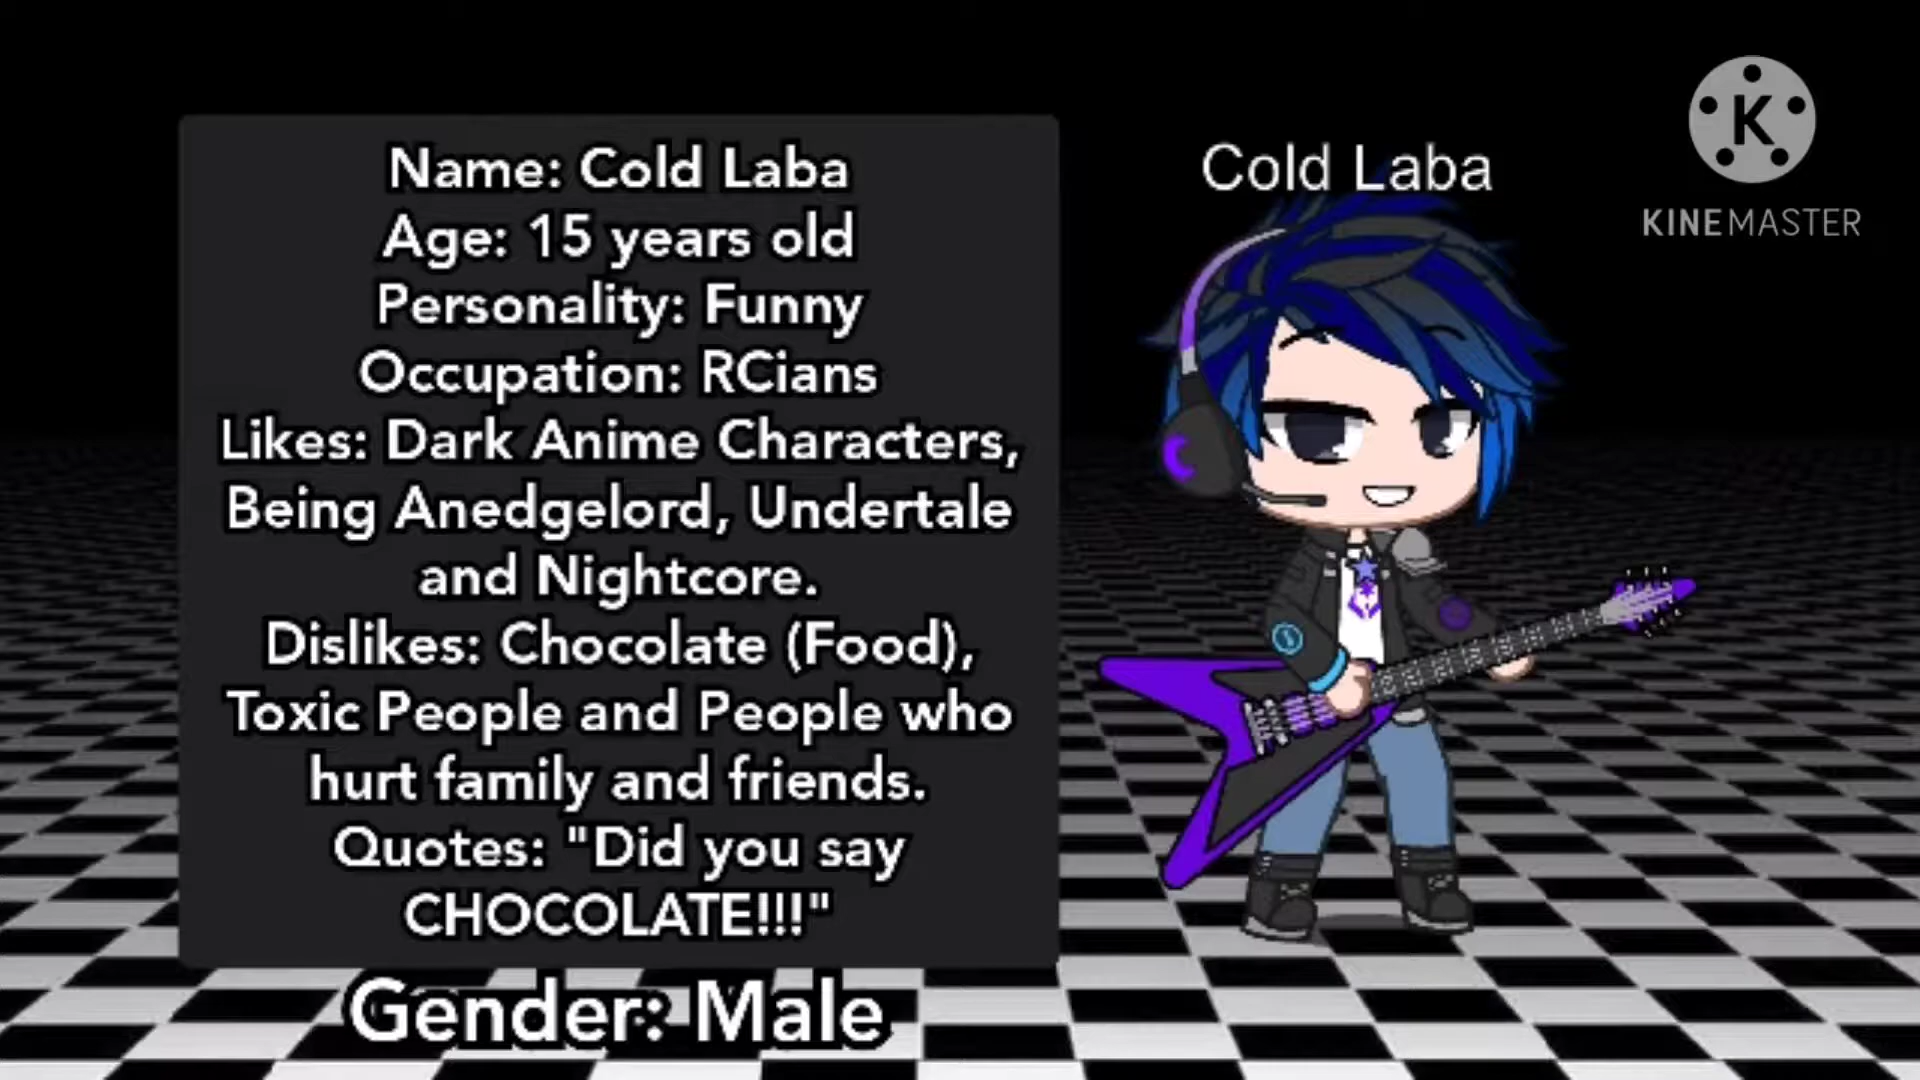 Name: Cold Laba
Age: 15 years old
Personality: Funny
Occupation: RCians
Likes: Dark Anime Characters,
Being Anedgelord, Undertale
and Nightcore.
Dislikes: Chocolate (Food),
Toxic People and People who
hurt family and friends.
Quotes: "Did you say
CHOCOLATE!!!"
Gender: Male
Cold Laba
K
KINEMASTER